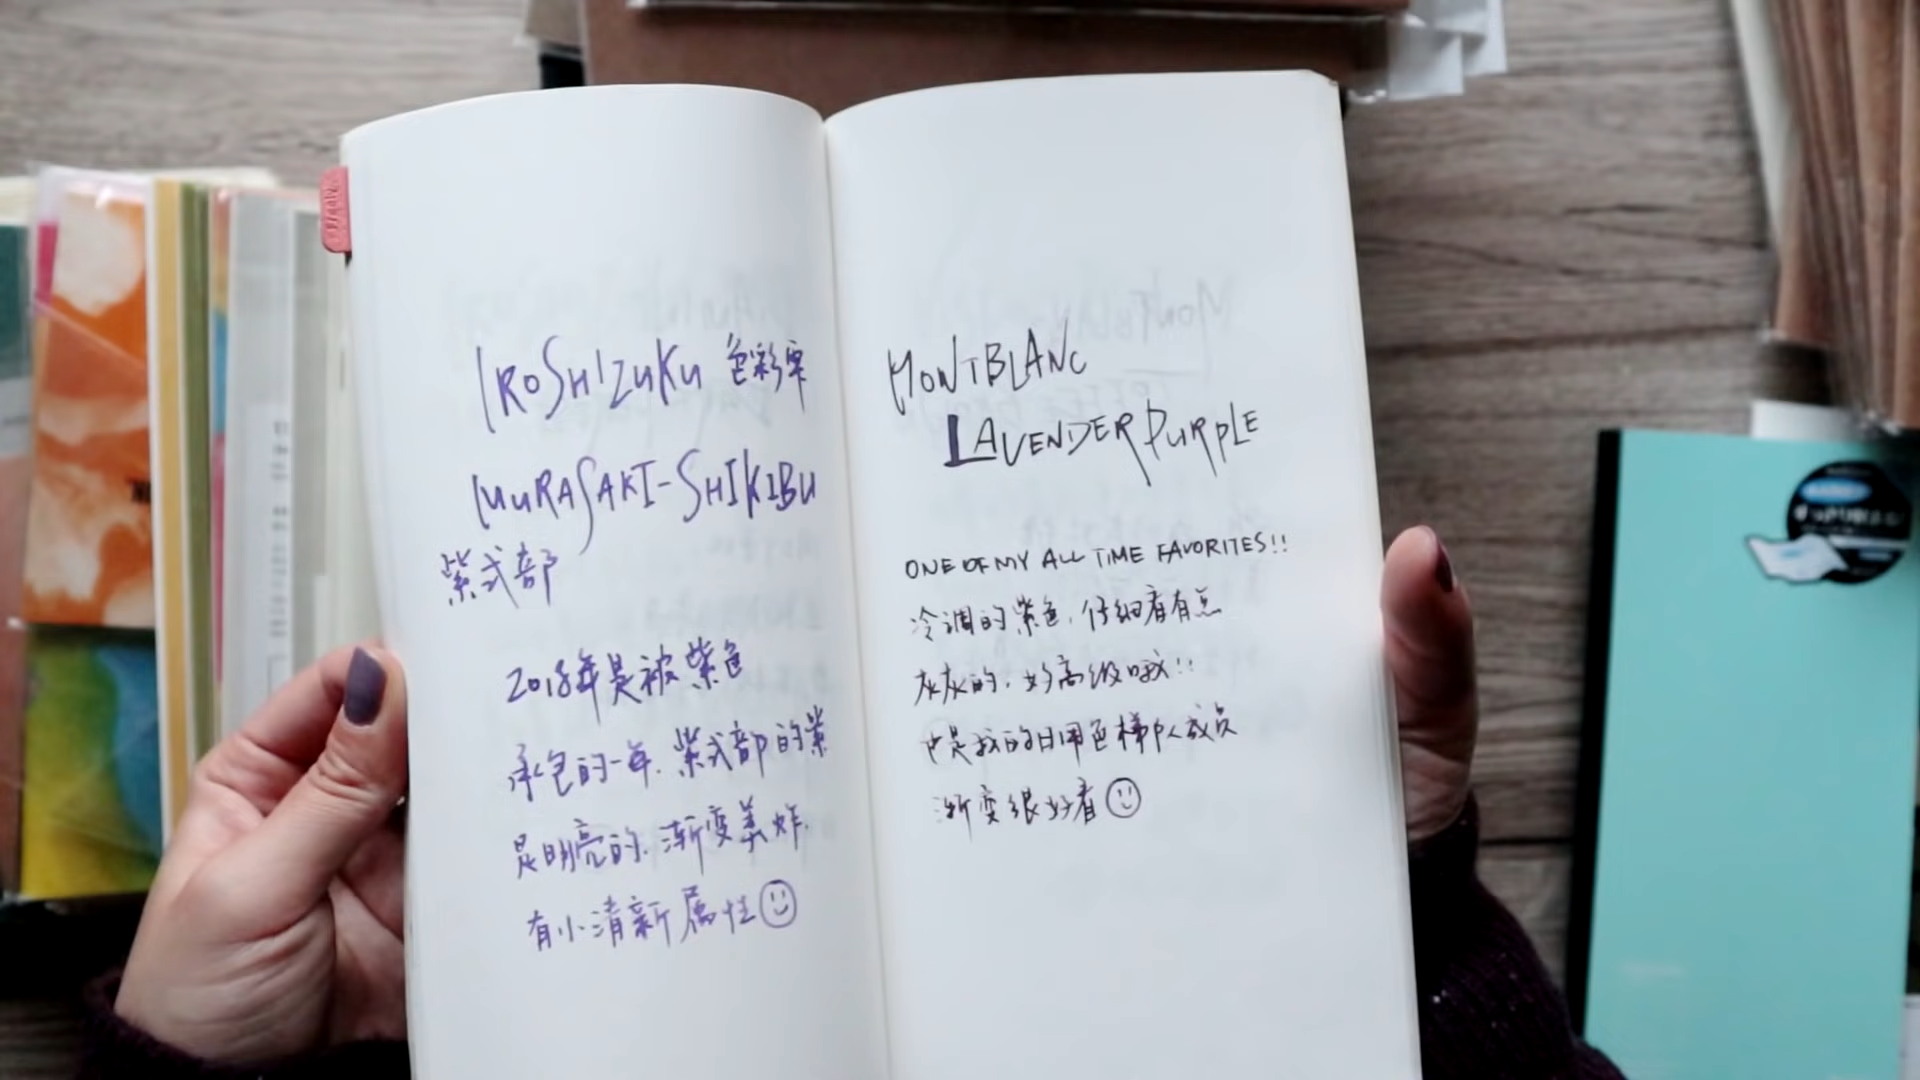 IROSHIZUKU 色彩雫
MURASAKI-SHIKIBU
紫式部
2018年是被紫色
承包的一年. 紫式部的紫
是明亮的. 渐变美炸.
有小清新属性
MONTBLANC
LAVENDER PURPLE
ONE OF MY ALL TIME FAVORITES!!
冷调的紫色, 仔细看有点
灰灰的. 好高级哦!!
也是我的日用色梯队成员
渐变很好看